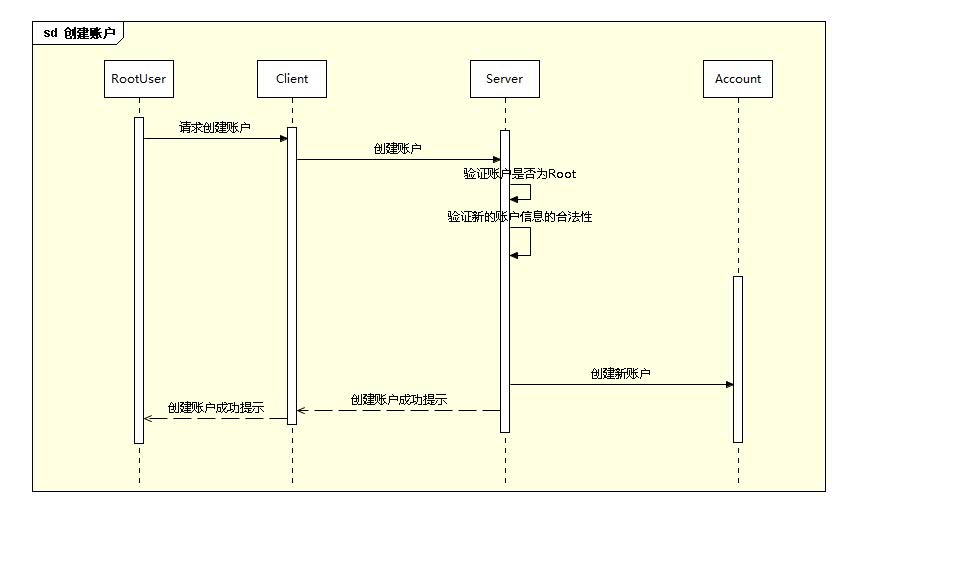 sd 创建账户
RootUser
Client
Server
Account
请求创建账户
创建账户
验证账户是否为Root
验证新的账户信息的合法性
创建新账户
创建账户成功提示
创建账户成功提示